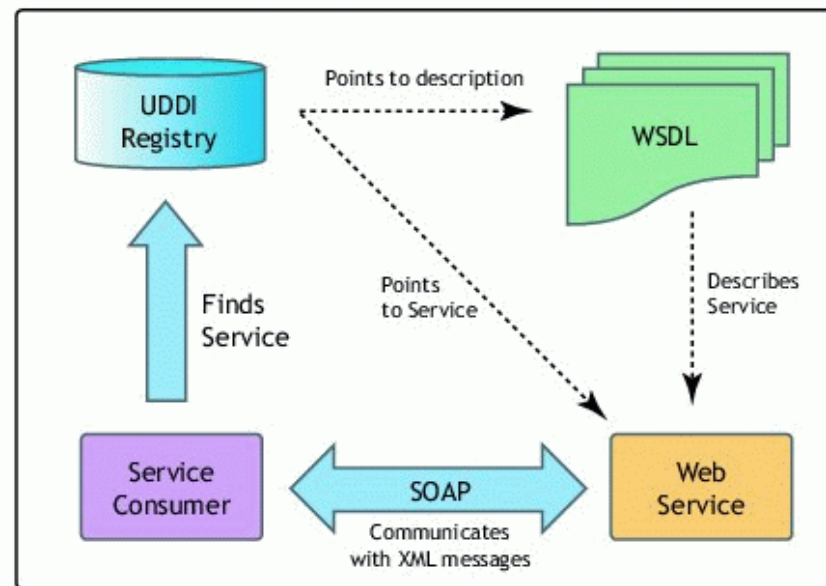 UDDI
Registry
Points to description
WSDL
Finds
Service
Points
to Service
Describes
Service
Service
Consumer
SOAP
Communicates
with XML messages
Web
Service